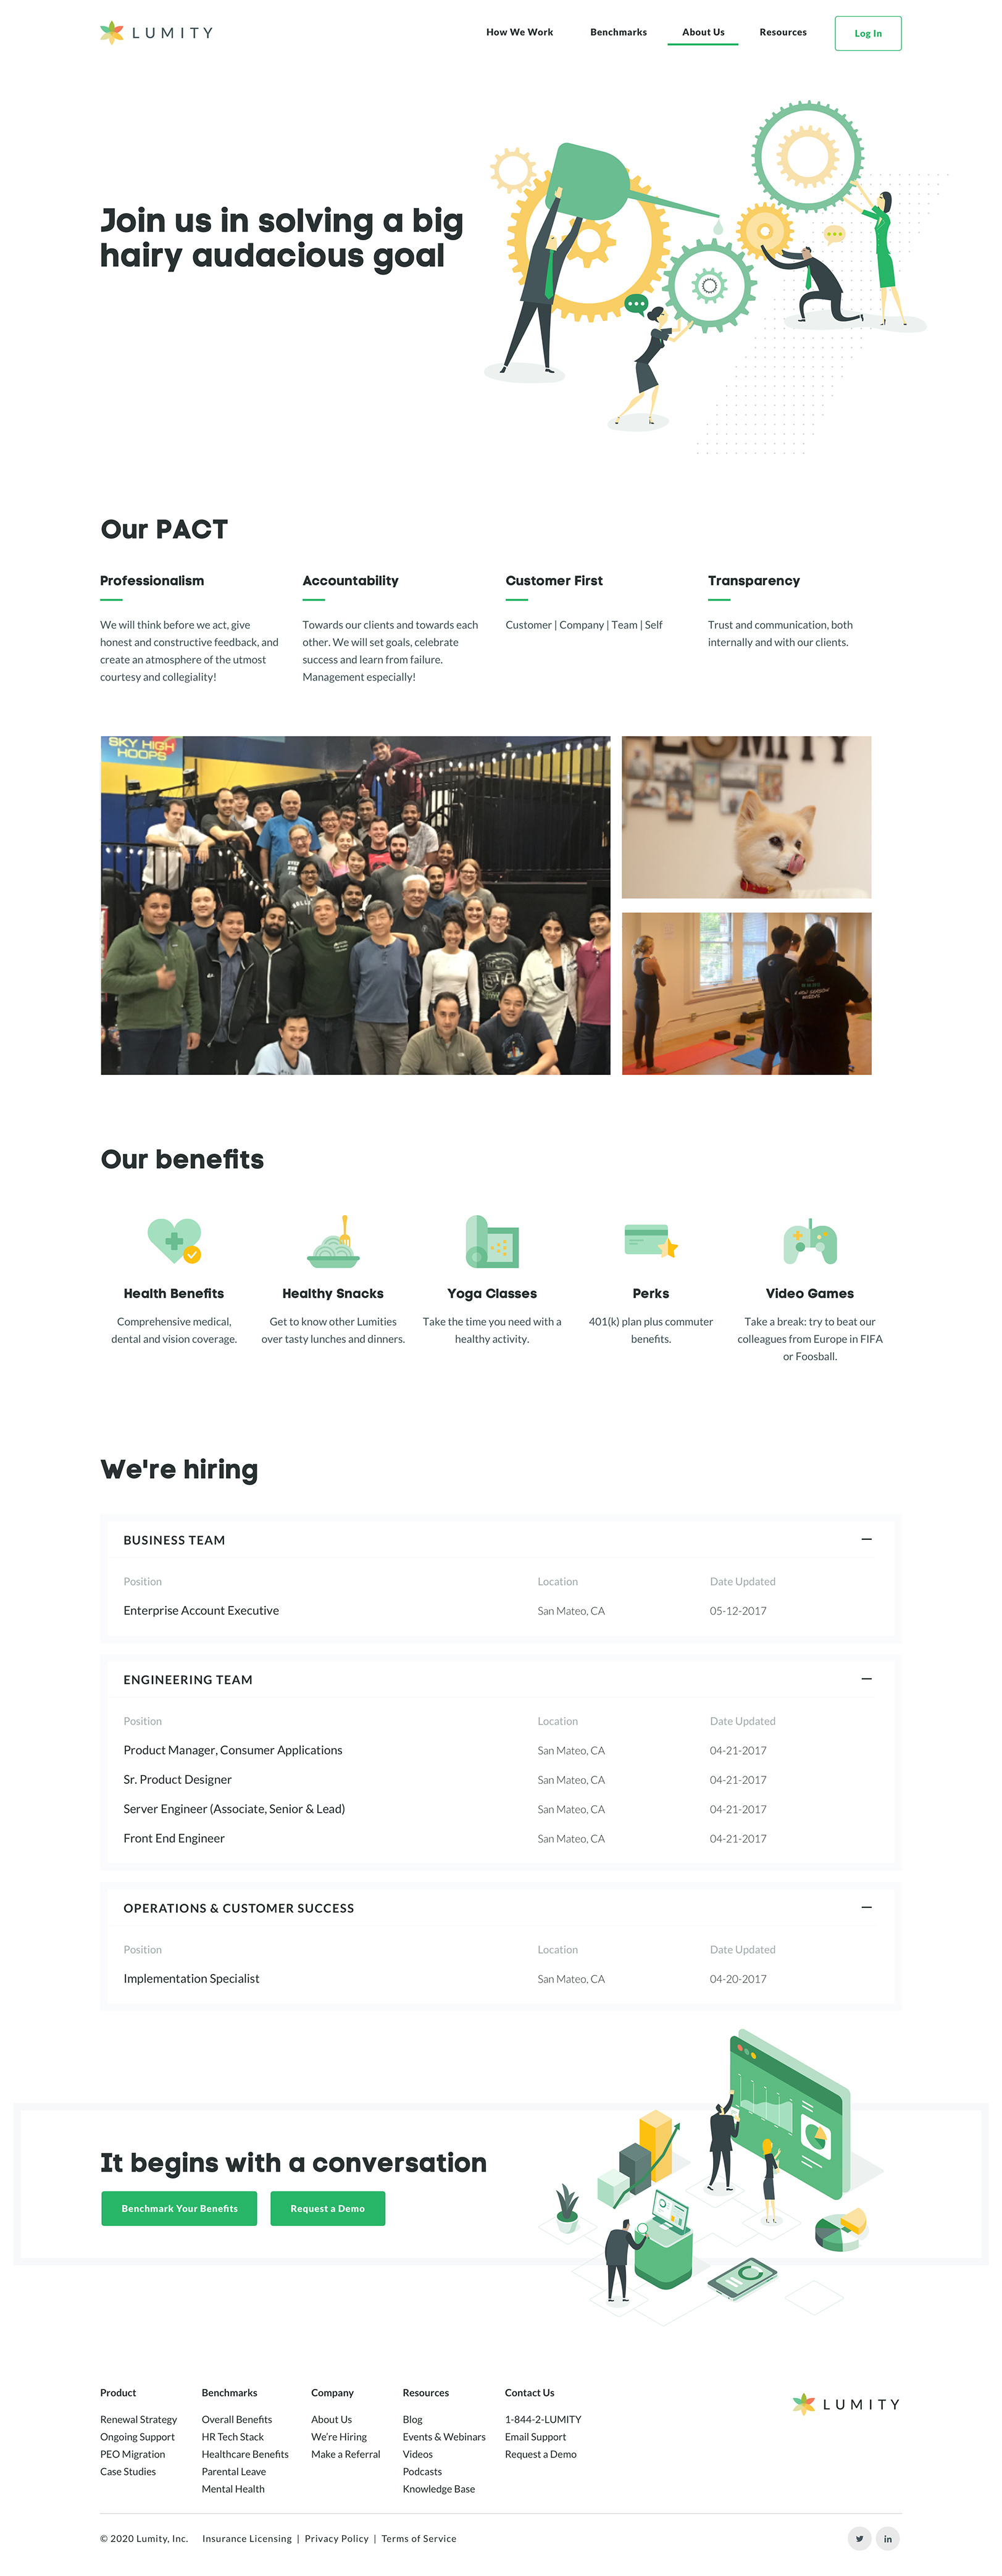 LUMITY
How We Work
Benchmarks
About Us
Resources
Log In
Join us in solving a big
hairy audacious goal
Our PACT
Professionalism
We will think before we act, give
honest and constructive feedback, and
create an atmosphere of the utmost
courtesy and collegiality!
Accountability
Towards our clients and towards each
other. We will set goals, celebrate
success and learn from failure.
Management especially!
Customer First
Customer | Company | Team | Self
Transparency
Trust and communication, both
internally and with our clients.
SKY HIGH
HOOPS
Our benefits
Health Benefits
Comprehensive medical,
dental and vision coverage.
Healthy Snacks
Get to know other Lumities
over tasty lunches and dinners.
Yoga Classes
Take the time you need with a
healthy activity.
Perks
401(k) plan plus commuter
benefits.
Video Games
Take a break: try to beat our
colleagues from Europe in FIFA
or Foosball.
We're hiring
BUSINESS TEAM
Position Location Date Updated
Enterprise Account Executive San Mateo, CA 05-12-2017
ENGINEERING TEAM
Position Location Date Updated
Product Manager, Consumer Applications San Mateo, CA 04-21-2017
Sr. Product Designer San Mateo, CA 04-21-2017
Server Engineer (Associate, Senior & Lead) San Mateo, CA 04-21-2017
Front End Engineer San Mateo, CA 04-21-2017
OPERATIONS & CUSTOMER SUCCESS
Position Location Date Updated
Implementation Specialist San Mateo, CA 04-20-2017
It begins with a conversation
Benchmark Your Benefits
Request a Demo
Product
Renewal Strategy
Ongoing Support
PEO Migration
Case Studies
Benchmarks
Overall Benefits
HR Tech Stack
Healthcare Benefits
Parental Leave
Mental Health
Company
About Us
We're Hiring
Make a Referral
Resources
Blog
Events & Webinars
Videos
Podcasts
Knowledge Base
Contact Us
1-844-2-LUMITY
Email Support
Request a Demo
LUMITY
© 2020 Lumity, Inc. Insurance Licensing | Privacy Policy | Terms of Service
in